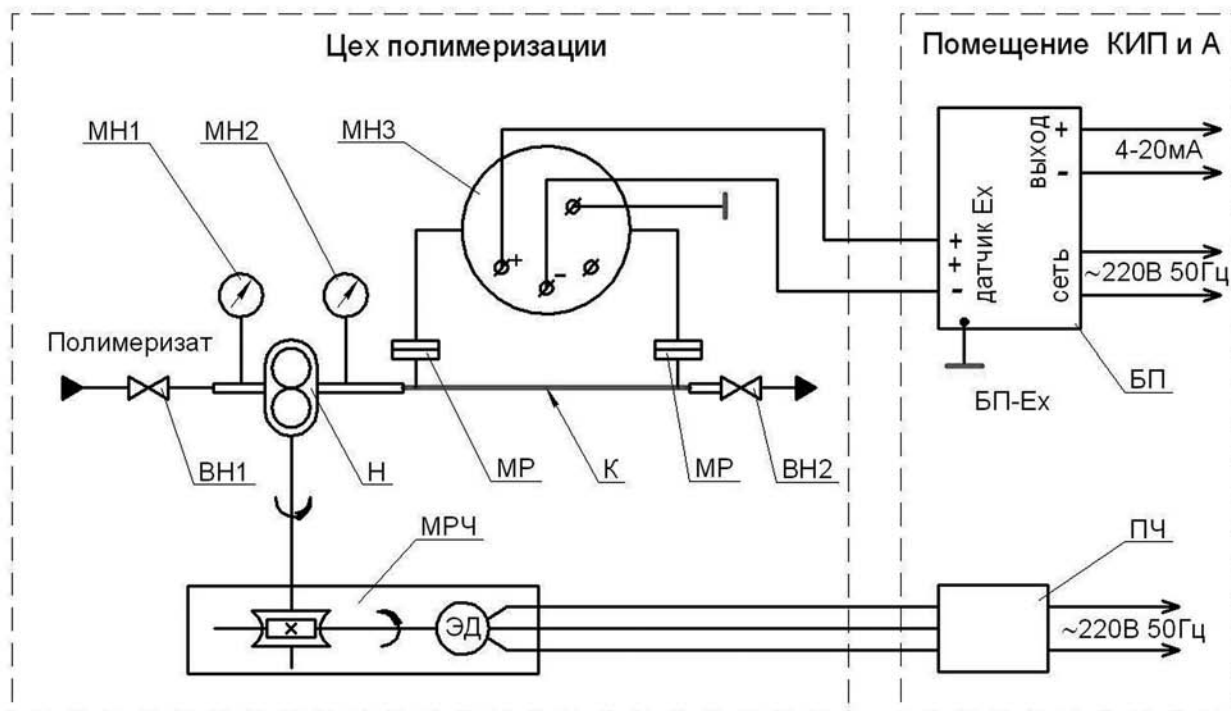 Цех полимеризации
Помещение КИП и А
МН1
МН2
МН3
+
-
датчик Ex
+
+
-
выход
+
-
4-20мА
сеть
~220В 50Гц
Полимеризат
БП-Ex
БП
ВН1
Н
МР
К
МР
ВН2
МРЧ
ЭД
ПЧ
~220В 50Гц